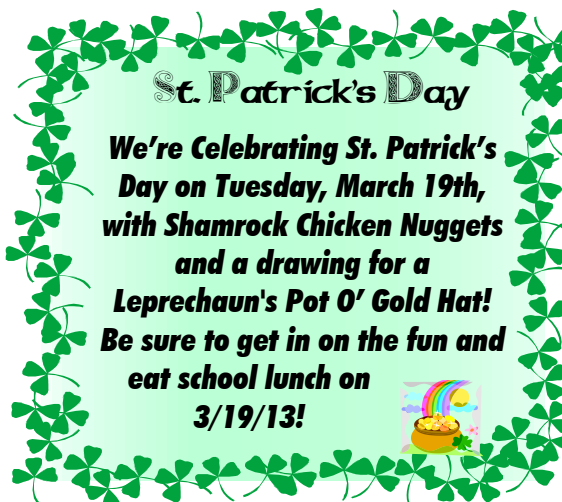 St. Patrick's Day
We're Celebrating St. Patrick's
Day on Tuesday, March 19th,
with Shamrock Chicken Nuggets
and a drawing for a
Leprechaun's Pot O' Gold Hat!
Be sure to get in on the fun and
eat school lunch on
3/19/13!